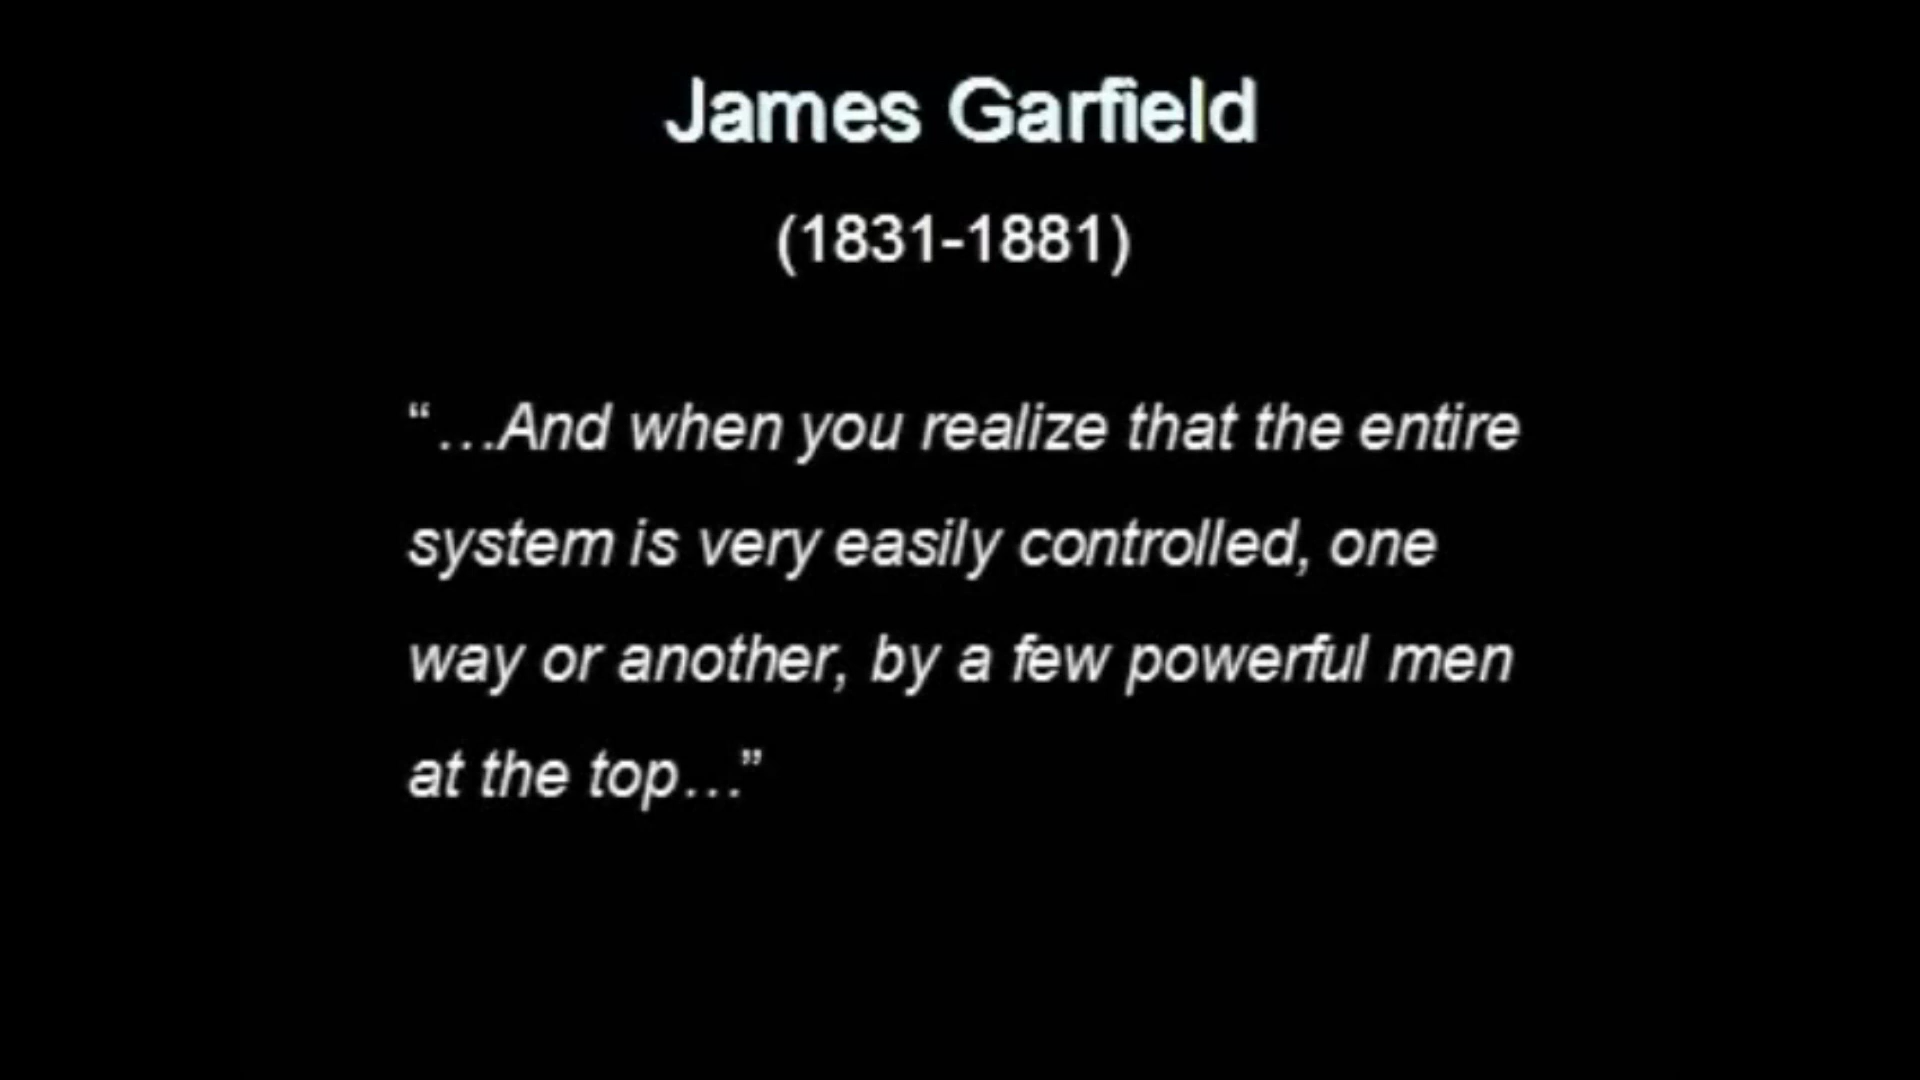 James Garfield
(1831-1881)
“…And when you realize that the entire
system is very easily controlled, one
way or another, by a few powerful men
at the top…”